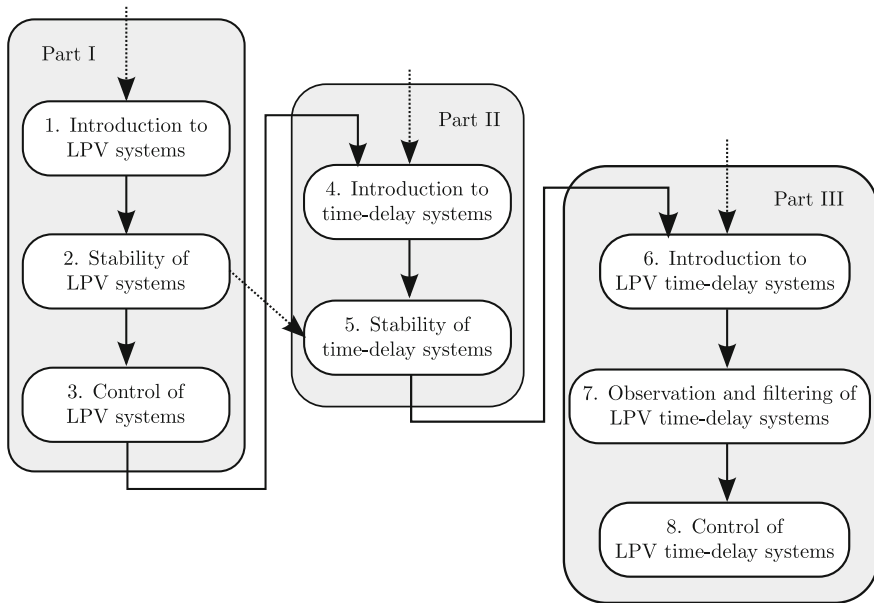 Part I
1. Introduction to
LPV systems
2. Stability of
LPV systems
3. Control of
LPV systems
Part II
4. Introduction to
time-delay systems
5. Stability of
time-delay systems
Part III
6. Introduction to
LPV time-delay systems
7. Observation and filtering of
LPV time-delay systems
8. Control of
LPV time-delay systems